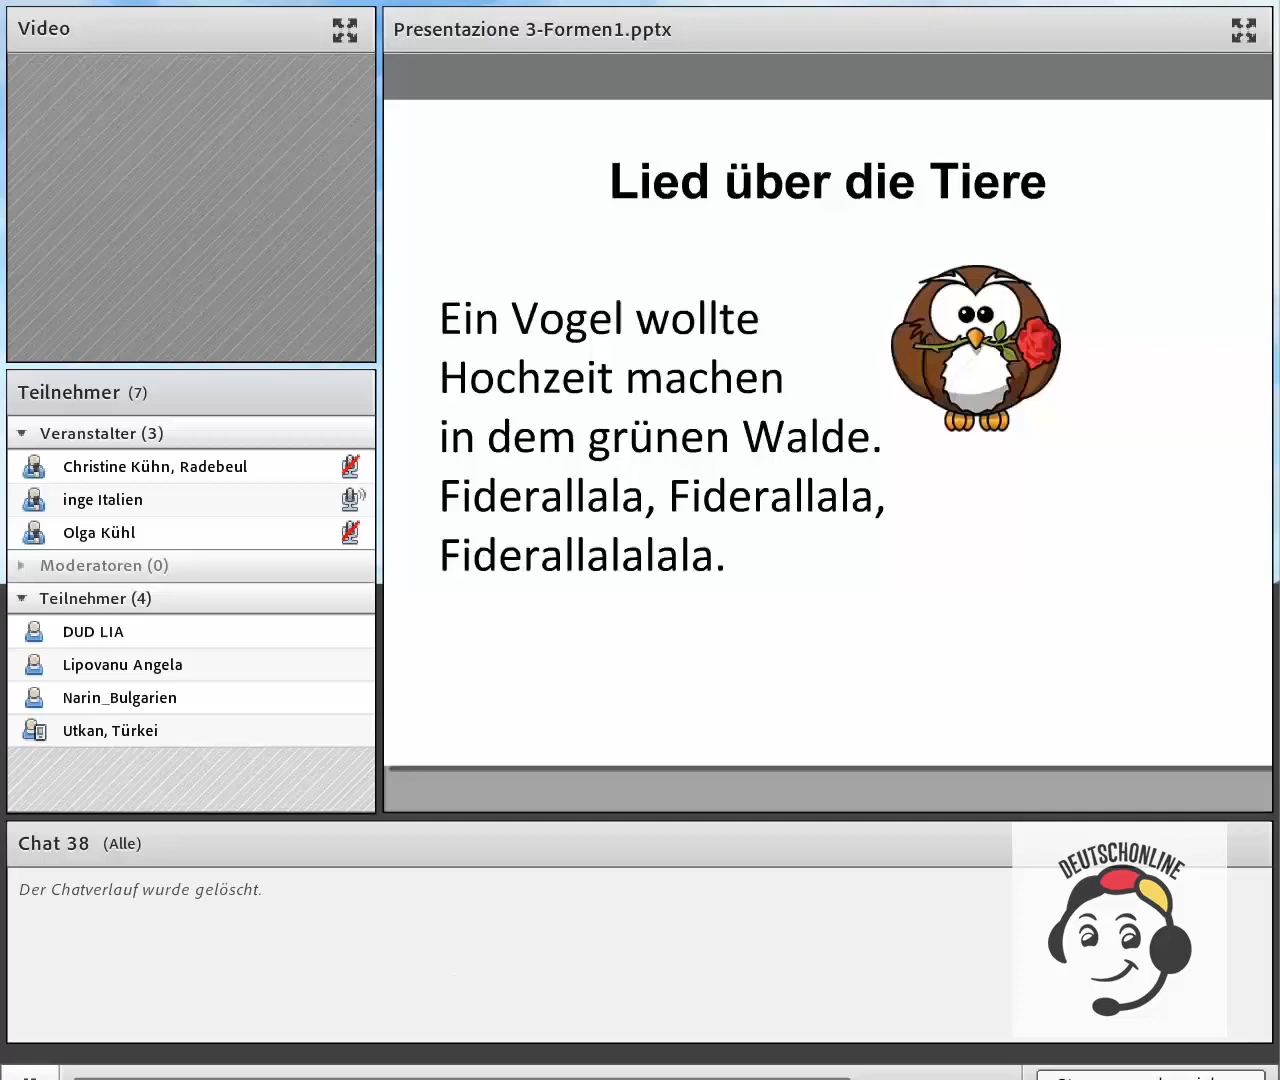 Video
Presentazione 3-Formen1.pptx
Lied über die Tiere
Ein Vogel wollte
Hochzeit machen
in dem grünen Walde.
Fiderallala, Fiderallala,
Fiderallalalala.
Teilnehmer (7)
Veranstalter (3)
Christine Kühn, Radebeul
inge Italien
Olga Kühl
Moderatoren (0)
Teilnehmer (4)
DUD LIA
Lipovanu Angela
Narin_Bulgarien
Utkan, Türkei
Chat 38 (Alle)
Der Chatverlauf wurde gelöscht.
DEUTSCHONLINE